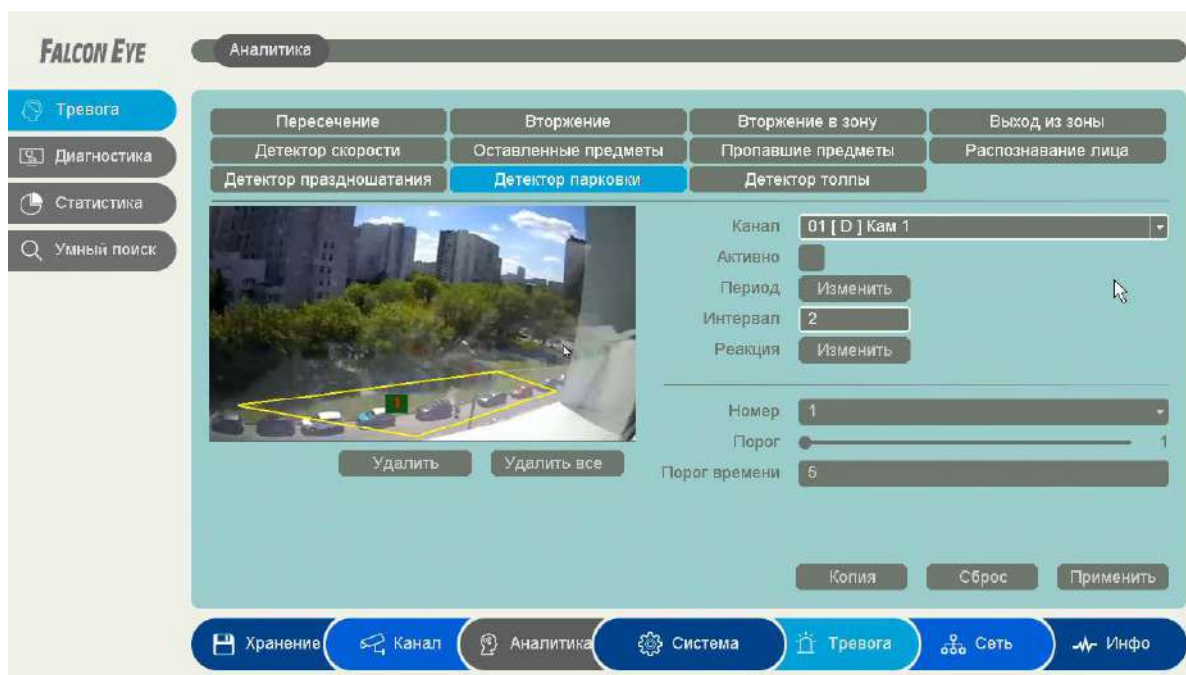 FALCON EYE
Аналитика
Тревога
Диагностика
Статистика
Умный поиск
Пересечение
Вторжение
Вторжение в зону
Выход из зоны
Детектор скорости
Оставленные предметы
Пропавшие предметы
Распознавание лица
Детектор праздношатания
Детектор парковки
Детектор толпы
1
Удалить
Удалить все
Канал 01 [ D ] Кам 1
Активно
Период Изменить
Интервал 2
Реакция Изменить
Номер 1
Порог 1
Порог времени 5
Копия
Сброс
Применить
Хранение
Канал
Аналитика
Система
Тревога
Сеть
Инфо